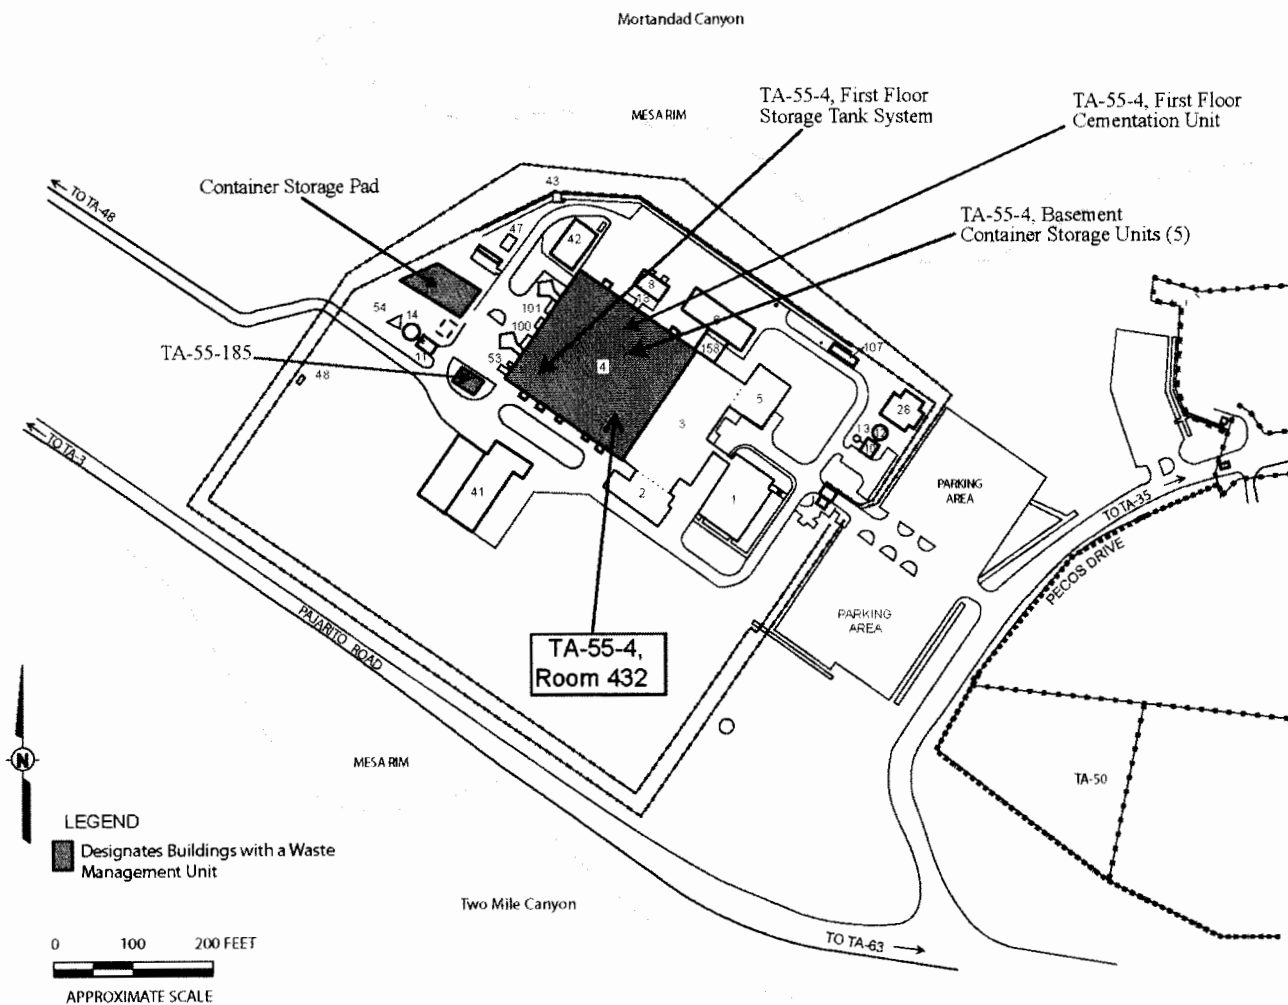 Mortandad Canyon
TA-55-4, First Floor
Storage Tank System
TA-55-4, First Floor
Cementation Unit
MESA RIM
Container Storage Pad
TO TA-48
43
TA-55-4, Basement
Container Storage Units (5)
47
42
8
13
101
54
14
100
11
158
107
TA-55-185
53
4
48
5
28
3
13
TO TA-3
41
2
1
PARKING
AREA
TO TA-35
PECOS DRIVE
PARKING
AREA
PAJARITO ROAD
TA-55-4,
Room 432
N
MESA RIM
TA-50
LEGEND
Designates Buildings with a Waste
Management Unit
Two Mile Canyon
TO TA-63
0 100 200 FEET
APPROXIMATE SCALE